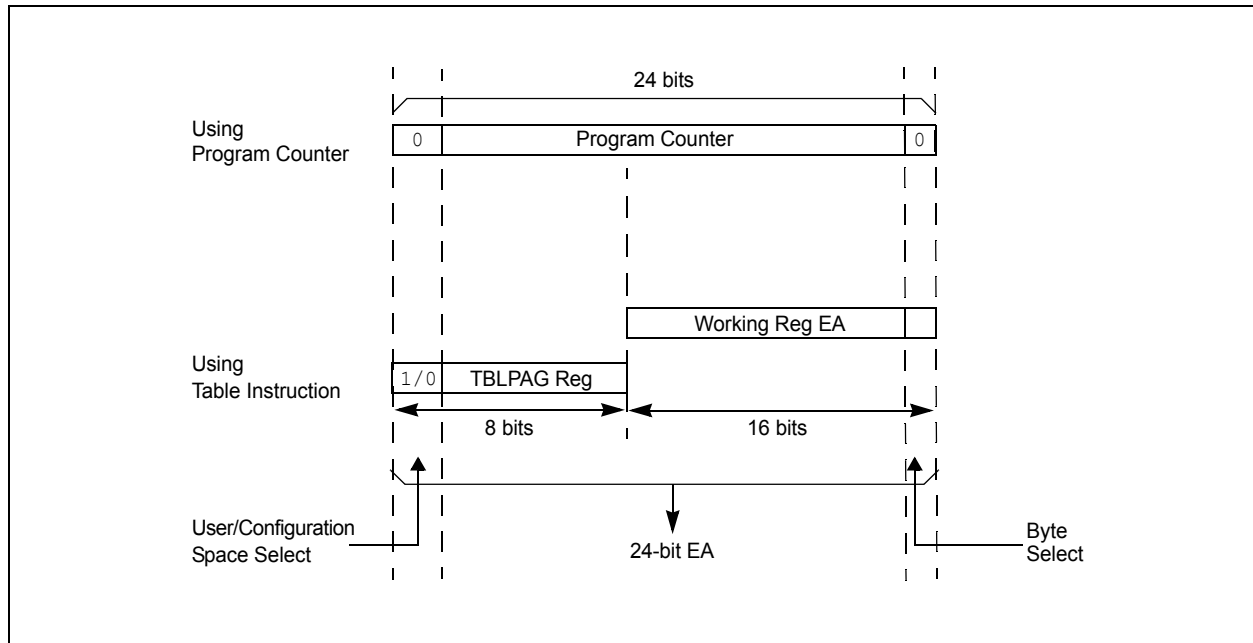 24 bits
Using
Program Counter
0
Program Counter
0
Working Reg EA
Using
Table Instruction
1/0
TBLPAG Reg
8 bits
16 bits
User/Configuration
Space Select
24-bit EA
Byte
Select